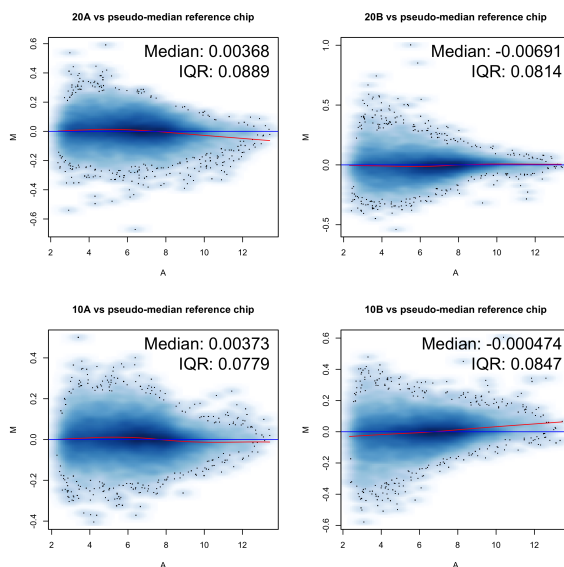 20A vs pseudo-median reference chip
Median: 0.00368
IQR: 0.0889
M
0.6
0.4
0.2
0.0
-0.2
-0.4
-0.6
2 4 6 8 10 12
A
20B vs pseudo-median reference chip
Median: -0.00691
IQR: 0.0814
M
1.0
0.5
0.0
-0.5
2 4 6 8 10 12
A
10A vs pseudo-median reference chip
Median: 0.00373
IQR: 0.0779
M
0.4
0.2
0.0
-0.2
-0.4
2 4 6 8 10 12
A
10B vs pseudo-median reference chip
Median: -0.000474
IQR: 0.0847
M
0.6
0.4
0.2
0.0
-0.2
-0.4
-0.6
2 4 6 8 10 12
A